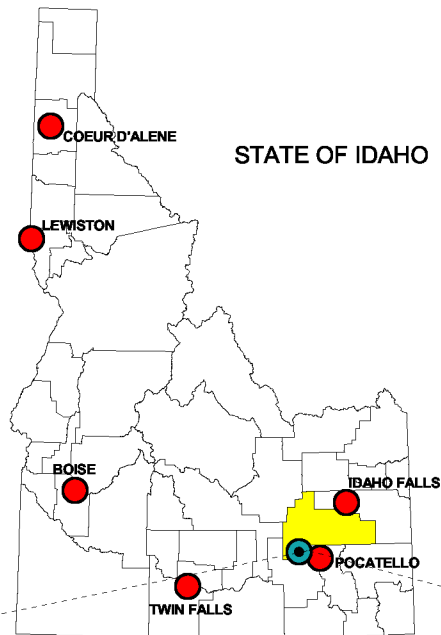 COEUR D'ALENE
STATE OF IDAHO
LEWISTON
BOISE
IDAHO FALLS
POCATELLO
TWIN FALLS